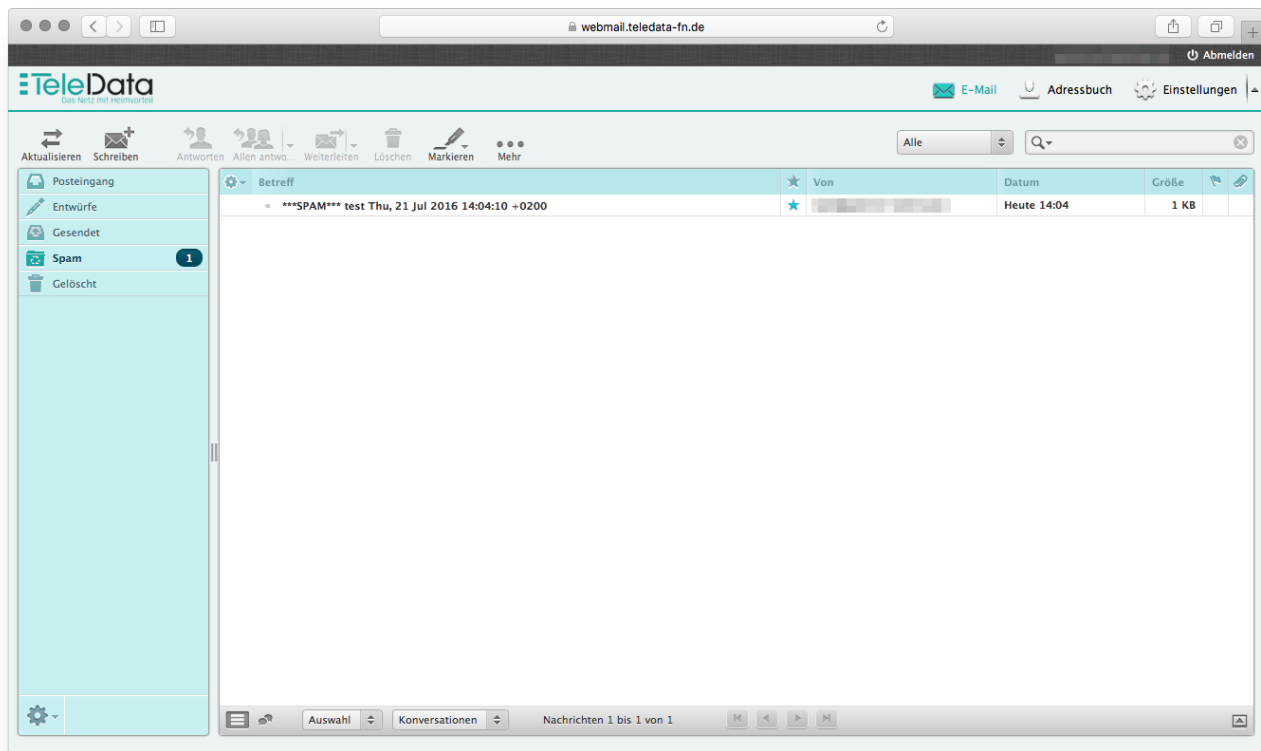 webmail.teledata-fn.de
Abmelden
TeleData
Das Netz mit Heimvorteil
E-Mail Adressbuch Einstellungen
Aktualisieren Schreiben Antworten Allen antwo... Weiterleiten Löschen Markieren Mehr
Alle
Posteingang
Entwürfe
Gesendet
Spam 1
Gelöscht
Betreff Von Datum Größe
***SPAM*** test Thu, 21 Jul 2016 14:04:10 +0200 Heute 14:04 1 KB
Auswahl Konversationen Nachrichten 1 bis 1 von 1